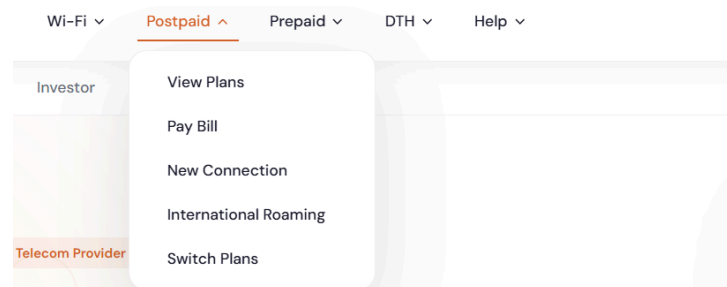 Wi-Fi Postpaid Prepaid DTH Help
Investor
View Plans
Pay Bill
New Connection
International Roaming
Switch Plans
Telecom Provider